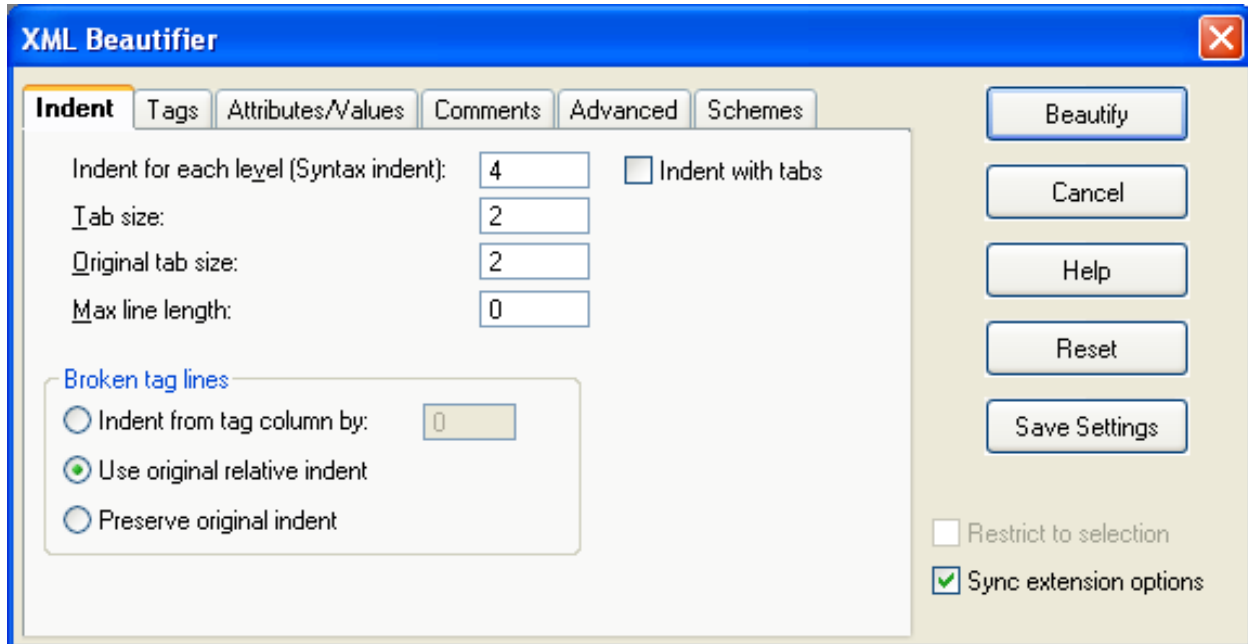 XML Beautifier
Indent Tags Attributes/Values Comments Advanced Schemes
Indent for each level (Syntax indent): 4 Indent with tabs
Tab size: 2
Original tab size: 2
Max line length: 0
Broken tag lines
Indent from tag column by: 0
Use original relative indent
Preserve original indent
Beautify
Cancel
Help
Reset
Save Settings
Restrict to selection
Sync extension options